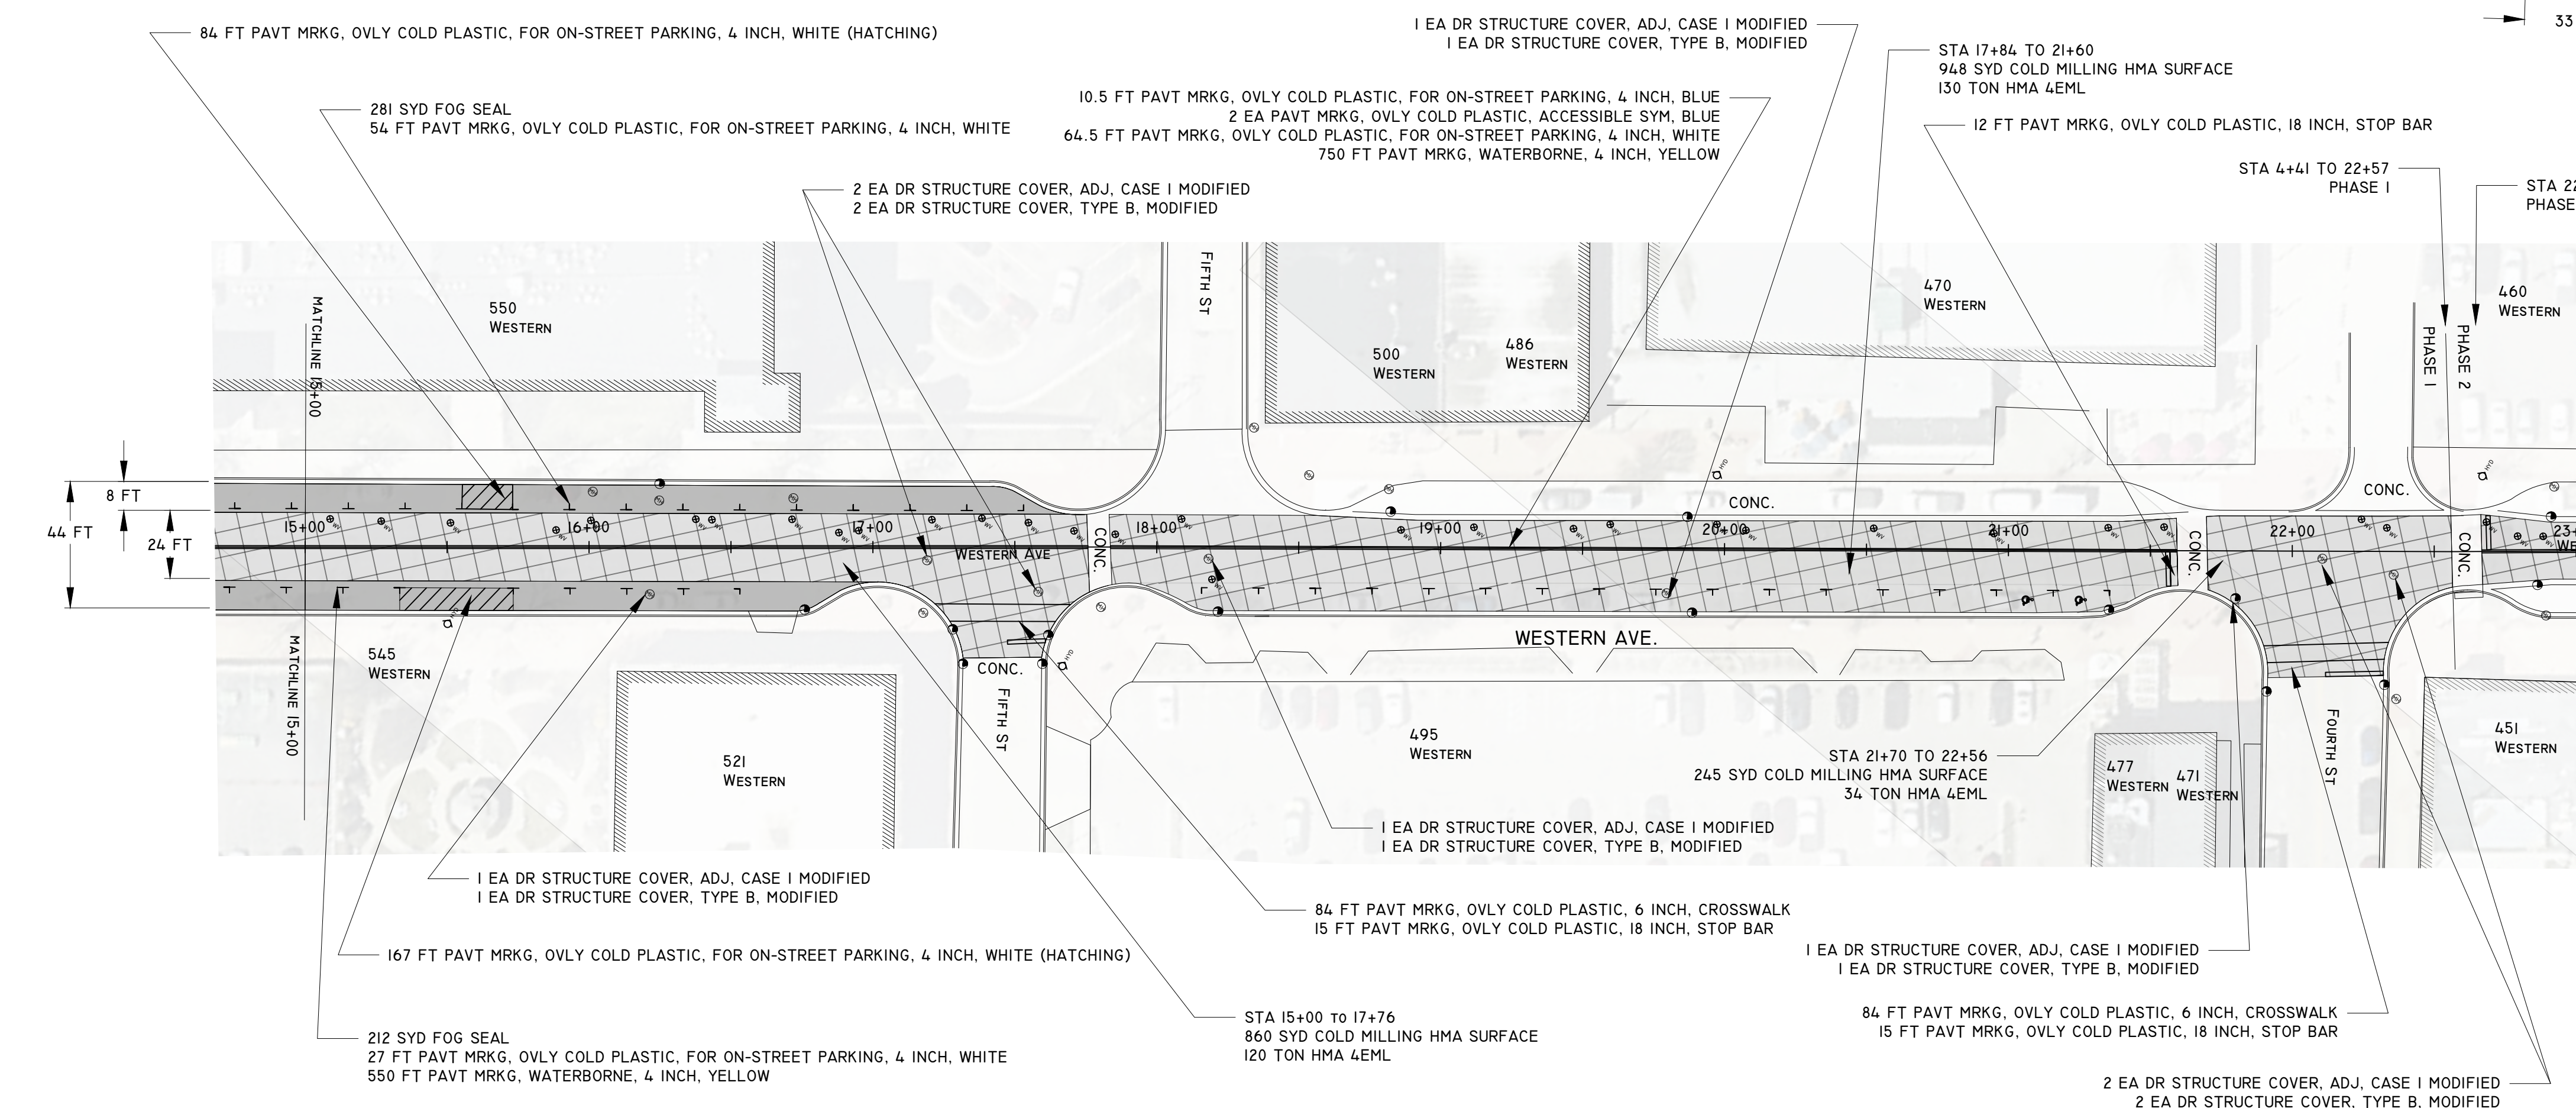 84 FT PAVT MRKG, OVLY COLD PLASTIC, FOR ON-STREET PARKING, 4 INCH, WHITE (HATCHING)
281 SYD FOG SEAL
54 FT PAVT MRKG, OVLY COLD PLASTIC, FOR ON-STREET PARKING, 4 INCH, WHITE
2 EA DR STRUCTURE COVER, ADJ, CASE 1 MODIFIED
2 EA DR STRUCTURE COVER, TYPE B, MODIFIED
1 EA DR STRUCTURE COVER, ADJ, CASE 1 MODIFIED
1 EA DR STRUCTURE COVER, TYPE B, MODIFIED
10.5 FT PAVT MRKG, OVLY COLD PLASTIC, FOR ON-STREET PARKING, 4 INCH, BLUE
2 EA PAVT MRKG, OVLY COLD PLASTIC, ACCESSIBLE SYM, BLUE
64.5 FT PAVT MRKG, OVLY COLD PLASTIC, FOR ON-STREET PARKING, 4 INCH, WHITE
750 FT PAVT MRKG, WATERBORNE, 4 INCH, YELLOW
STA 17+84 TO 21+60
948 SYD COLD MILLING HMA SURFACE
130 TON HMA 4EML
12 FT PAVT MRKG, OVLY COLD PLASTIC, 18 INCH, STOP BAR
STA 4+41 TO 22+57
PHASE 1
33
STA 22
PHASE
MATCHLINE 15+00
550
WESTERN
FIFTH ST
500
WESTERN
486
WESTERN
470
WESTERN
PHASE 1
PHASE 2
460
WESTERN
8 FT
44 FT
24 FT
HYD
CONC.
HYD
CONC.
HYD
15+00
16+00
17+00
18+00
19+00
20+00
21+00
22+00
23+
WESTERN AVE
CONC.
CONC.
CONC.
WE
MATCHLINE 15+00
545
WESTERN
HYD
CONC.
HYD
FIFTH ST
WESTERN AVE.
521
WESTERN
495
WESTERN
477
WESTERN
471
WESTERN
FOURTH ST
451
WESTERN
STA 21+70 TO 22+56
245 SYD COLD MILLING HMA SURFACE
34 TON HMA 4EML
1 EA DR STRUCTURE COVER, ADJ, CASE 1 MODIFIED
1 EA DR STRUCTURE COVER, TYPE B, MODIFIED
1 EA DR STRUCTURE COVER, ADJ, CASE 1 MODIFIED
1 EA DR STRUCTURE COVER, TYPE B, MODIFIED
84 FT PAVT MRKG, OVLY COLD PLASTIC, 6 INCH, CROSSWALK
15 FT PAVT MRKG, OVLY COLD PLASTIC, 18 INCH, STOP BAR
167 FT PAVT MRKG, OVLY COLD PLASTIC, FOR ON-STREET PARKING, 4 INCH, WHITE (HATCHING)
1 EA DR STRUCTURE COVER, ADJ, CASE 1 MODIFIED
1 EA DR STRUCTURE COVER, TYPE B, MODIFIED
STA 15+00 TO 17+76
860 SYD COLD MILLING HMA SURFACE
120 TON HMA 4EML
84 FT PAVT MRKG, OVLY COLD PLASTIC, 6 INCH, CROSSWALK
15 FT PAVT MRKG, OVLY COLD PLASTIC, 18 INCH, STOP BAR
212 SYD FOG SEAL
27 FT PAVT MRKG, OVLY COLD PLASTIC, FOR ON-STREET PARKING, 4 INCH, WHITE
550 FT PAVT MRKG, WATERBORNE, 4 INCH, YELLOW
2 EA DR STRUCTURE COVER, ADJ, CASE 1 MODIFIED
2 EA DR STRUCTURE COVER, TYPE B, MODIFIED